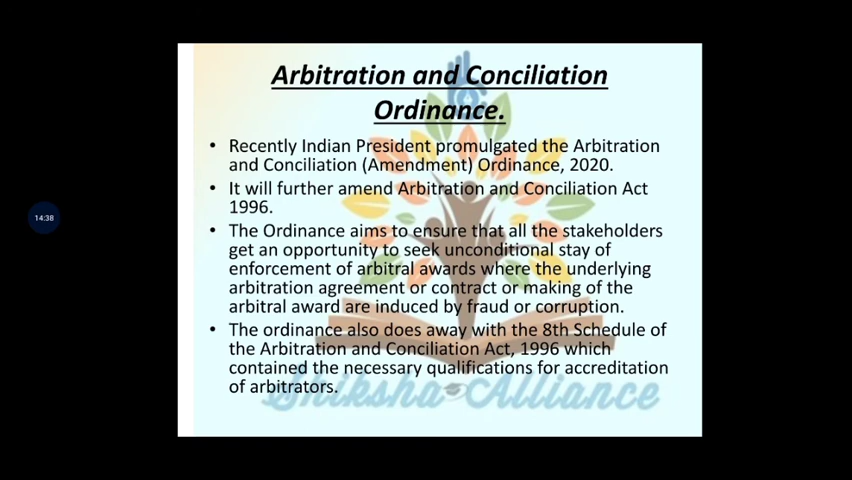 Arbitration and Conciliation
Ordinance.
• Recently Indian President promulgated the Arbitration
and Conciliation (Amendment) Ordinance, 2020.
• It will further amend Arbitration and Conciliation Act
1996.
• The Ordinance aims to ensure that all the stakeholders
get an opportunity to seek unconditional stay of
enforcement of arbitral awards where the underlying
arbitration agreement or contract or making of the
arbitral award are induced by fraud or corruption.
• The ordinance also does away with the 8th Schedule of
the Arbitration and Conciliation Act, 1996 which
contained the necessary qualifications for accreditation
of arbitrators.
Shiksha Alliance
14:38